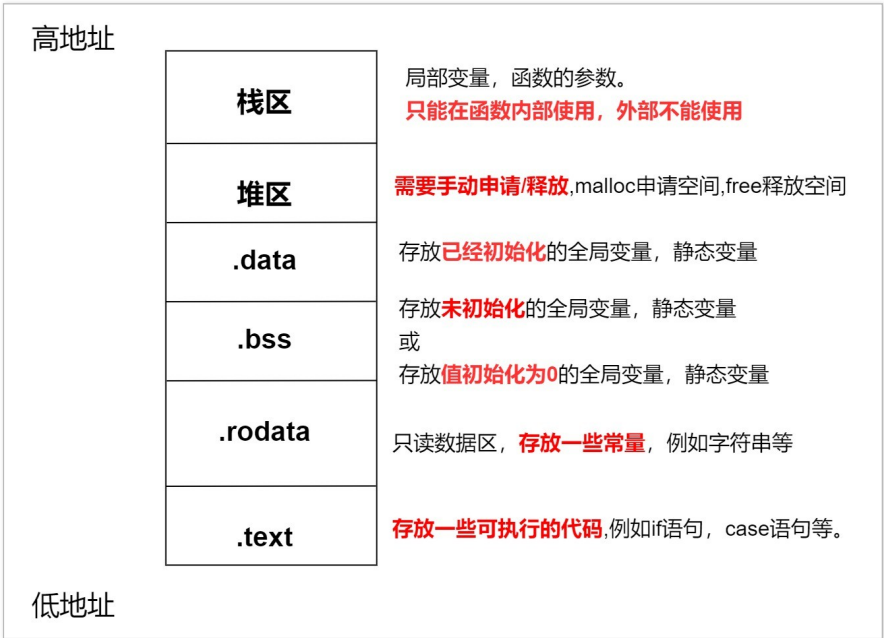 高地址
栈区
局部变量，函数的参数。
只能在函数内部使用，外部不能使用
堆区
需要手动申请/释放,malloc申请空间,free释放空间
.data
存放已经初始化的全局变量，静态变量
.bss
存放未初始化的全局变量，静态变量
或
存放值初始化为0的全局变量，静态变量
.rodata
只读数据区，存放一些常量，例如字符串等
.text
存放一些可执行的代码,例如if语句，case语句等。
低地址